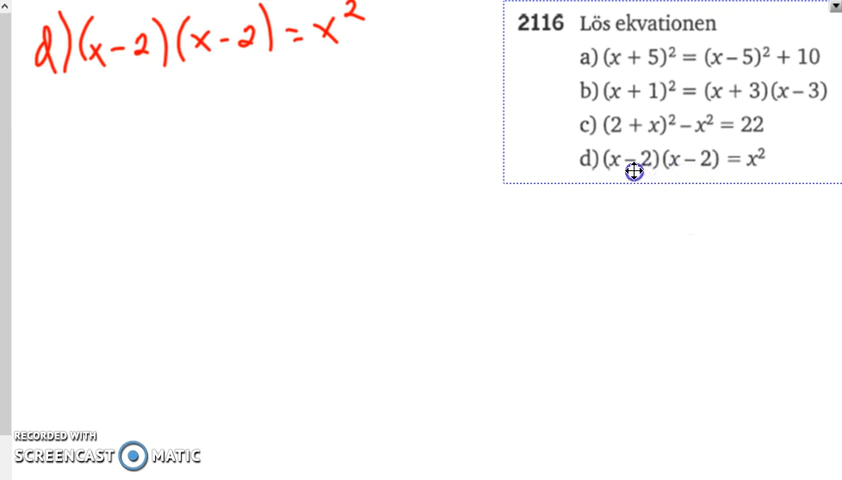 d) (x-2)(x-2) = x²
2116 Lös ekvationen
a) (x + 5)² = (x – 5)² + 10
b) (x + 1)² = (x + 3)(x – 3)
c) (2 + x)² – x² = 22
d) (x – 2)(x – 2) = x²
RECORDED WITH
SCREENCAST MATIC